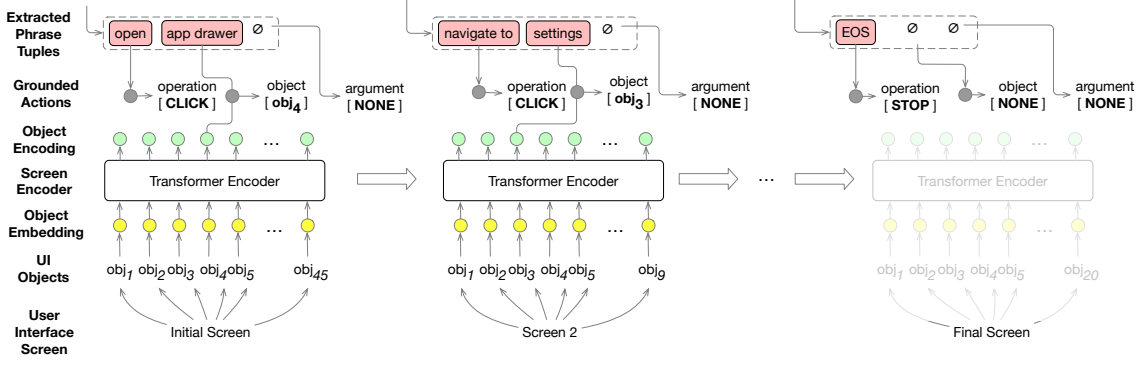 Extracted Phrase Tuples
open app drawer ∅
navigate to settings ∅
EOS ∅ ∅
Grounded Actions
operation [ CLICK ]
object [ obj4 ]
argument [ NONE ]
operation [ CLICK ]
object [ obj3 ]
argument [ NONE ]
operation [ STOP ]
object [ NONE ]
argument [ NONE ]
Object Encoding
... ... ...
Screen Encoder
Transformer Encoder
Transformer Encoder
...
Transformer Encoder
Object Embedding
... ... ...
UI Objects
obj1 obj2 obj3 obj4 obj5 obj45
obj1 obj2 obj3 obj4 obj5 obj9
obj1 obj2 obj3 obj4 obj5 obj20
User Interface Screen
Initial Screen
Screen 2
Final Screen